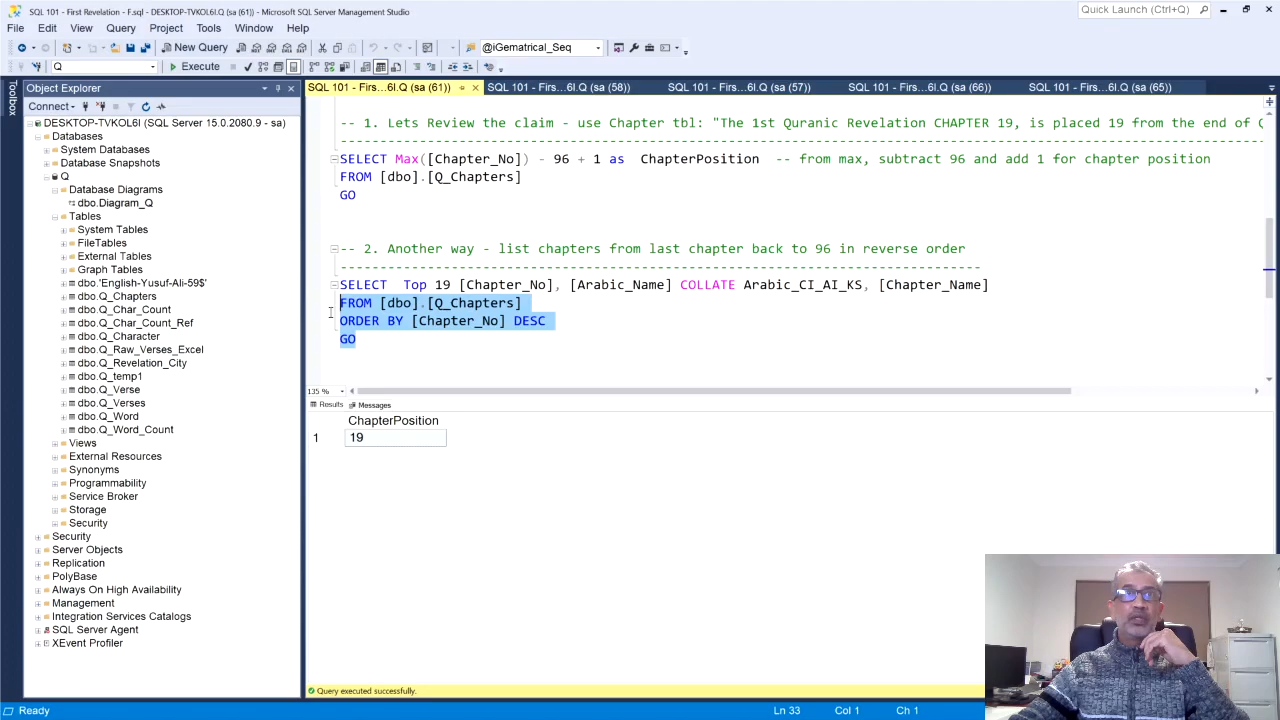 SQL 101 - First Revelation - F.sql - DESKTOP-TVKOL6I.Q (sa (61)) - Microsoft SQL Server Management Studio
Quick Launch (Ctrl+Q)
File Edit View Query Project Tools Window Help
New Query
@iGematrical_Seq
Q
Execute
Toolbox
Object Explorer
Connect
DESKTOP-TVKOL6I (SQL Server 15.0.2080.9 - sa)
Databases
System Databases
Database Snapshots
Q
Database Diagrams
dbo.Diagram_Q
Tables
System Tables
FileTables
External Tables
Graph Tables
dbo.'English-Yusuf-Ali-59$'
dbo.Q_Chapters
dbo.Q_Char_Count
dbo.Q_Char_Count_Ref
dbo.Q_Character
dbo.Q_Raw_Verses_Excel
dbo.Q_Revelation_City
dbo.Q_temp1
dbo.Q_Verse
dbo.Q_Verses
dbo.Q_Word
dbo.Q_Word_Count
Views
External Resources
Synonyms
Programmability
Service Broker
Storage
Security
Security
Server Objects
Replication
PolyBase
Always On High Availability
Management
Integration Services Catalogs
SQL Server Agent
XEvent Profiler
SQL 101 - Firs...6I.Q (sa (61)) SQL 101 - Firs...6I.Q (sa (58)) SQL 101 - Firs...6I.Q (sa (57)) SQL 101 - Firs...6I.Q (sa (66)) SQL 101 - Firs...6I.Q (sa (65))
-- 1. Lets Review the claim - use Chapter tbl: "The 1st Quranic Revelation CHAPTER 19, is placed 19 from the end of
SELECT Max([Chapter_No]) - 96 + 1 as ChapterPosition -- from max, subtract 96 and add 1 for chapter position
FROM [dbo].[Q_Chapters]
GO
-- 2. Another way - list chapters from last chapter back to 96 in reverse order
SELECT Top 19 [Chapter_No], [Arabic_Name] COLLATE Arabic_CI_AI_KS, [Chapter_Name]
FROM [dbo].[Q_Chapters]
ORDER BY [Chapter_No] DESC
GO
135 %
Results Messages
ChapterPosition
1 19
Query executed successfully.
Ready Ln 33 Col 1 Ch 1